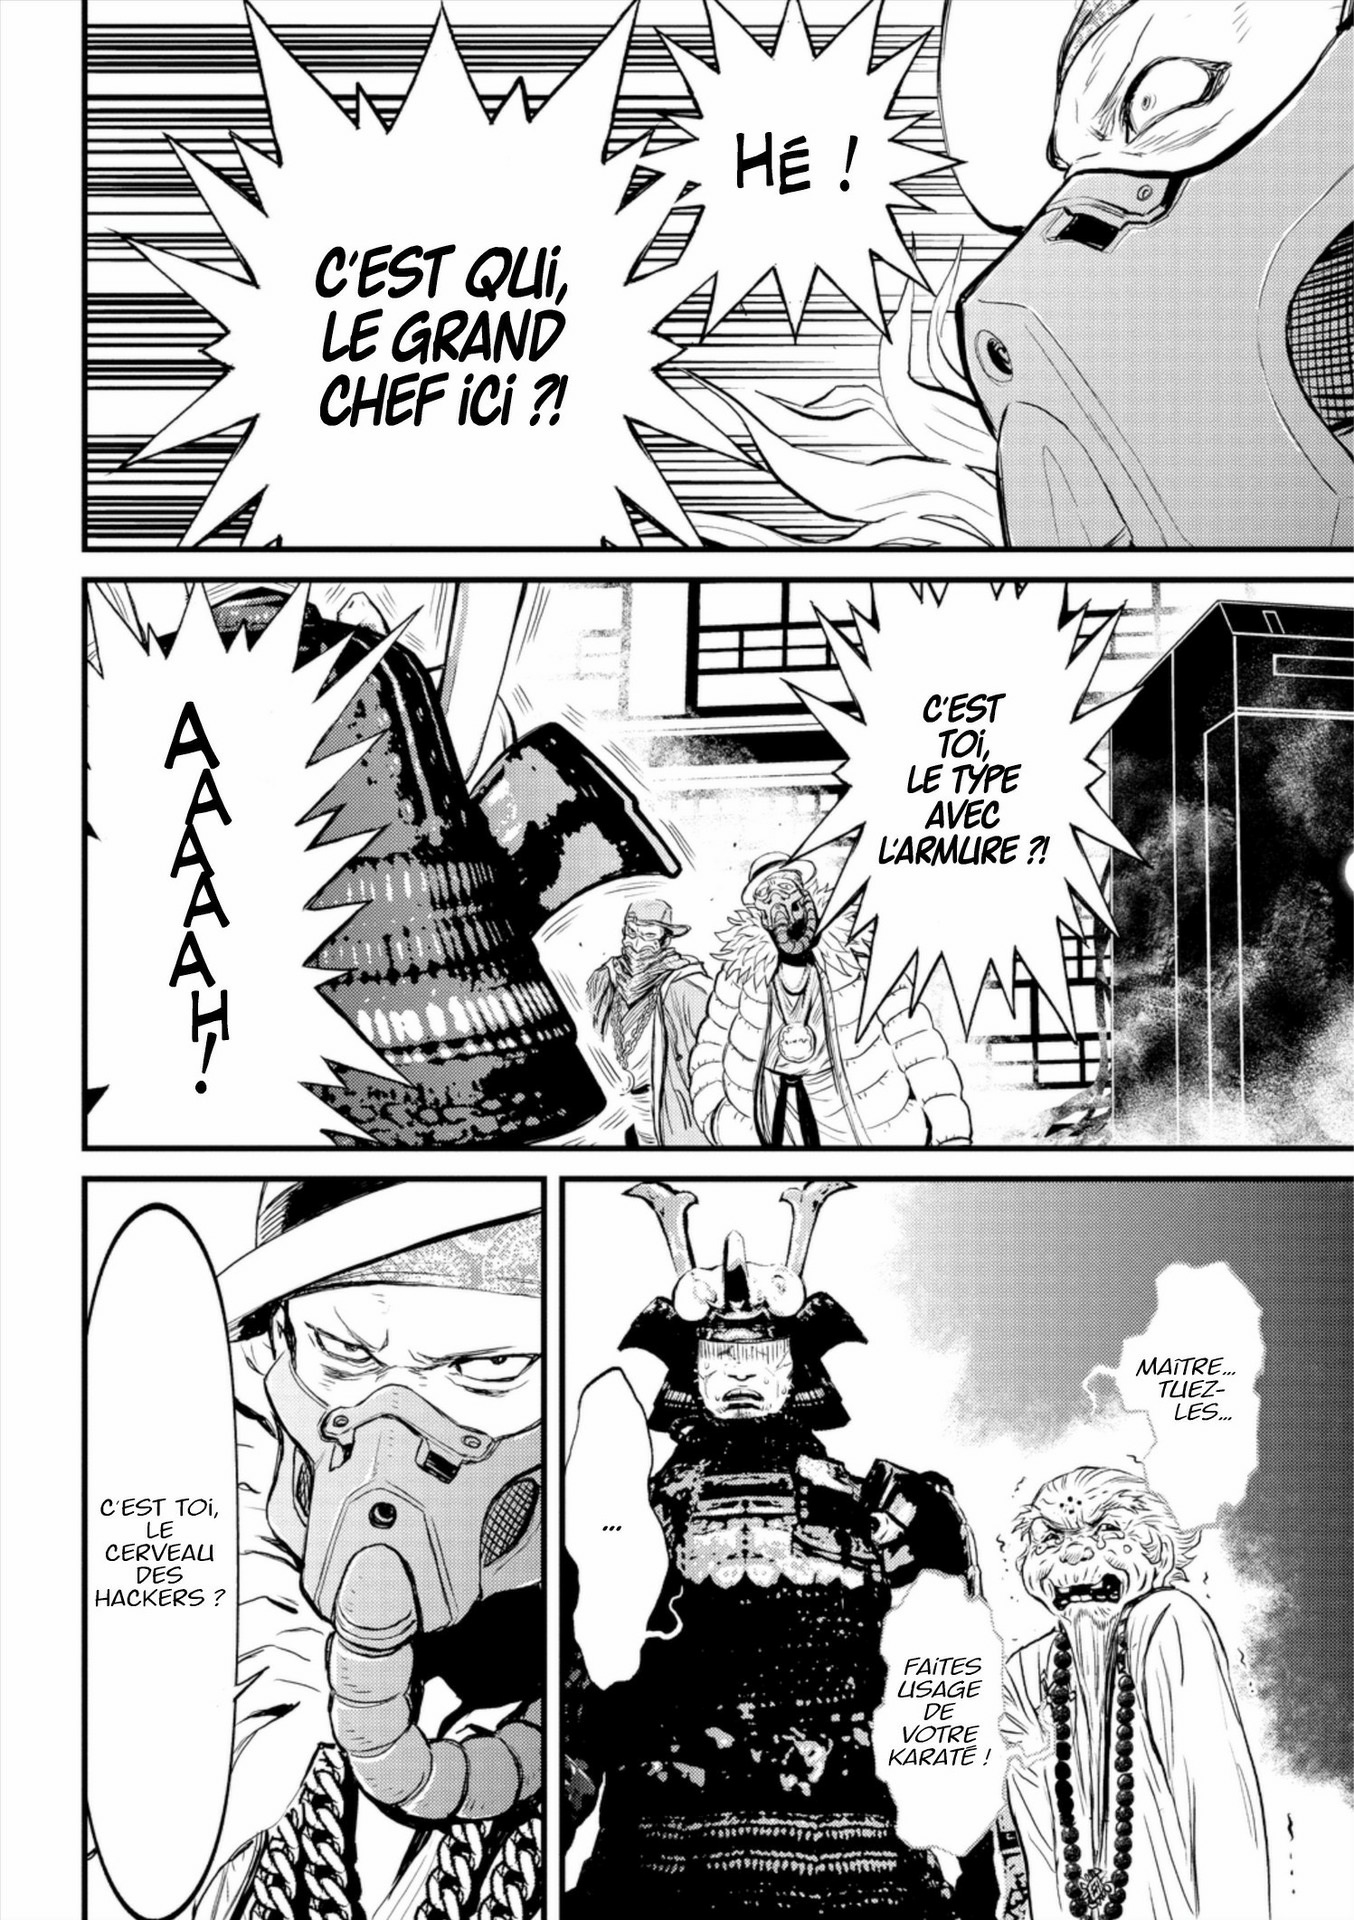 HÉ !
C'EST QUI,
LE GRAND
CHEF ICI ?!
C'EST
TOI,
LE TYPE
AVEC
L'ARMURE ?!
AAAAAH !
MAÎTRE...
TUEZ-
LES...
FAITES
USAGE
DE
VOTRE
KARATÉ !
...
C'EST TOI,
LE
CERVEAU
DES
HACKERS ?